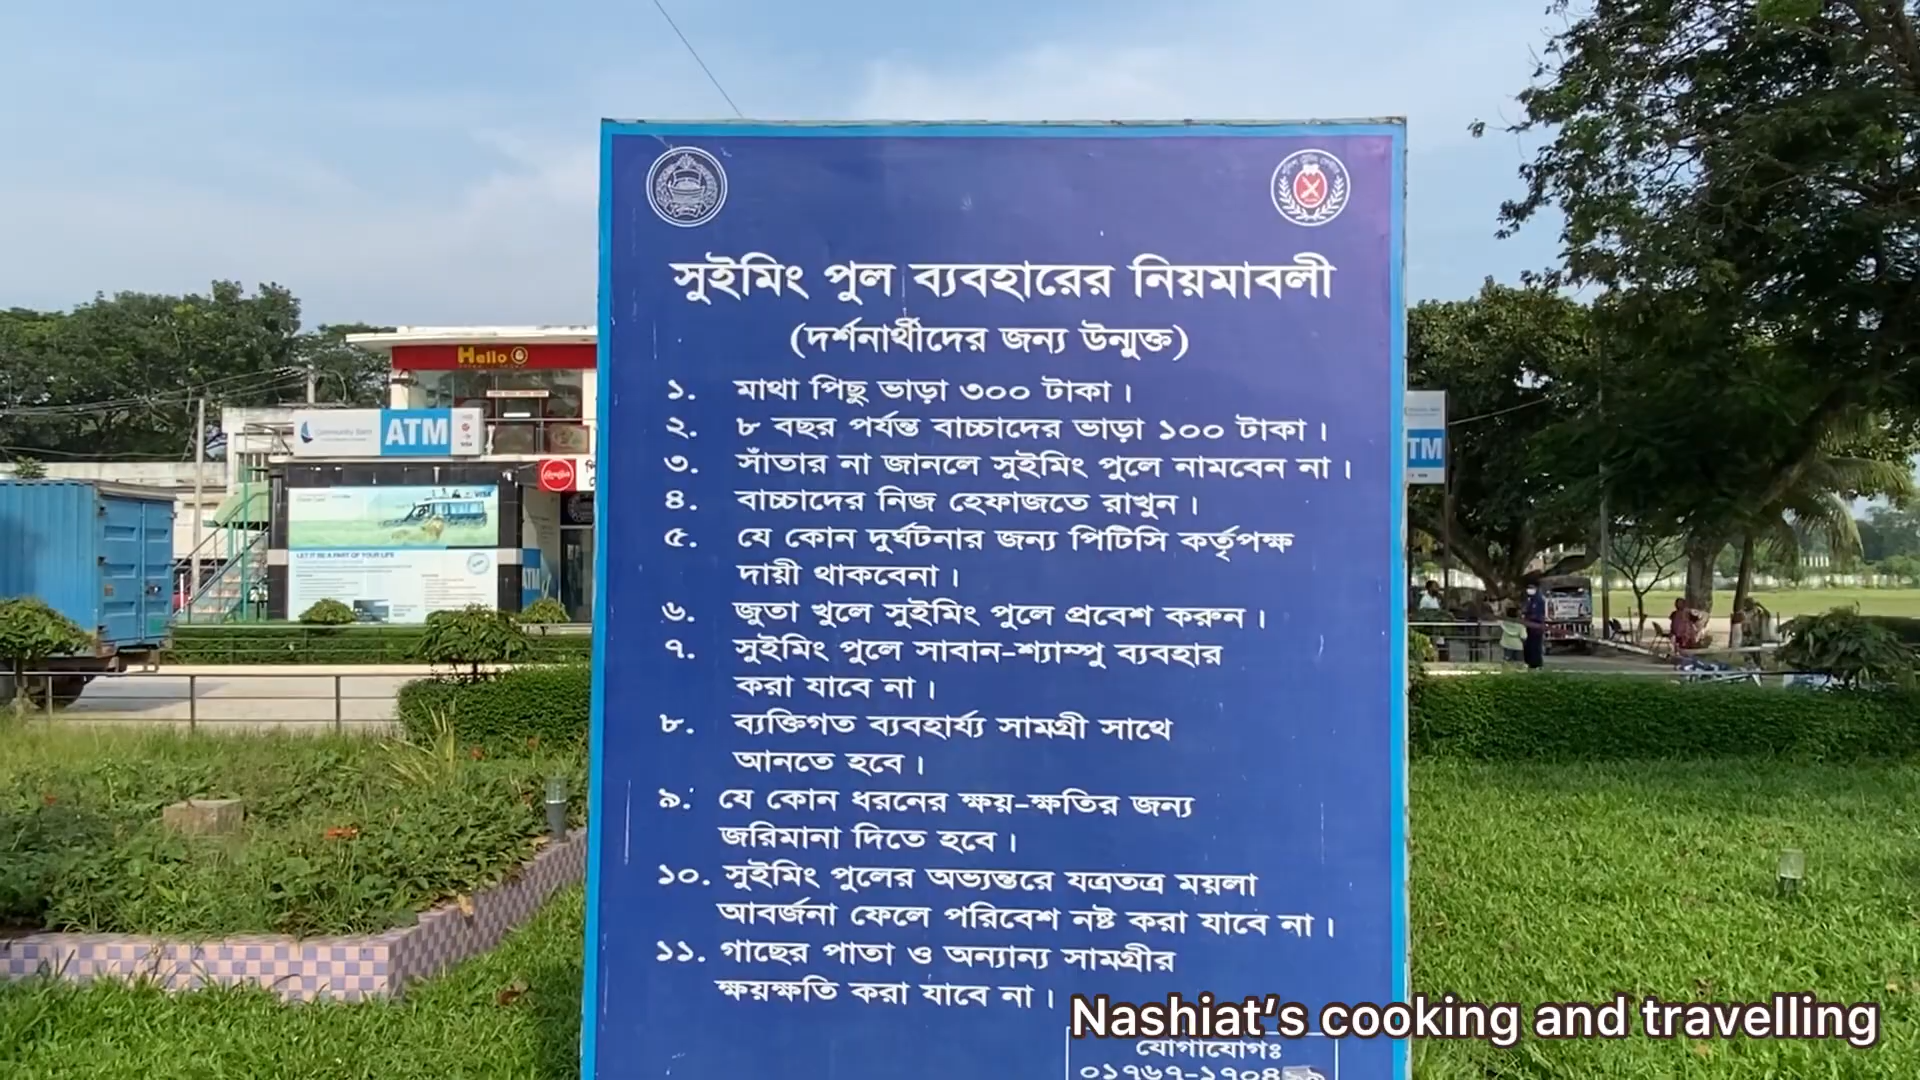 সুইমিং পুল ব্যবহারের নিয়মাবলী
(দর্শনার্থীদের জন্য উন্মুক্ত)
১. মাথা পিছু ভাড়া ৩০০ টাকা।
২. ৮ বছর পর্যন্ত বাচ্চাদের ভাড়া ১০০ টাকা।
৩. সাঁতার না জানলে সুইমিং পুলে নামবেন না।
৪. বাচ্চাদের নিজ হেফাজতে রাখুন।
৫. যে কোন দুর্ঘটনার জন্য পিটিসি কর্তৃপক্ষ
দায়ী থাকবেনা।
৬. জুতা খুলে সুইমিং পুলে প্রবেশ করুন।
৭. সুইমিং পুলে সাবান-শ্যাম্পু ব্যবহার
করা যাবে না।
৮. ব্যক্তিগত ব্যবহার্য্য সামগ্রী সাথে
আনতে হবে।
৯. যে কোন ধরনের ক্ষয়-ক্ষতির জন্য
জরিমানা দিতে হবে।
১০. সুইমিং পুলের অভ্যন্তরে যত্রতত্র ময়লা
আবর্জনা ফেলে পরিবেশ নষ্ট করা যাবে না।
১১. গাছের পাতা ও অন্যান্য সামগ্রীর
ক্ষয়ক্ষতি করা যাবে না।
যোগাযোগঃ
Nashiat's cooking and travelling
Hello
Community Bank
ATM
VISA
LET IT BE A PART OF YOUR LIFE
ATM
TM